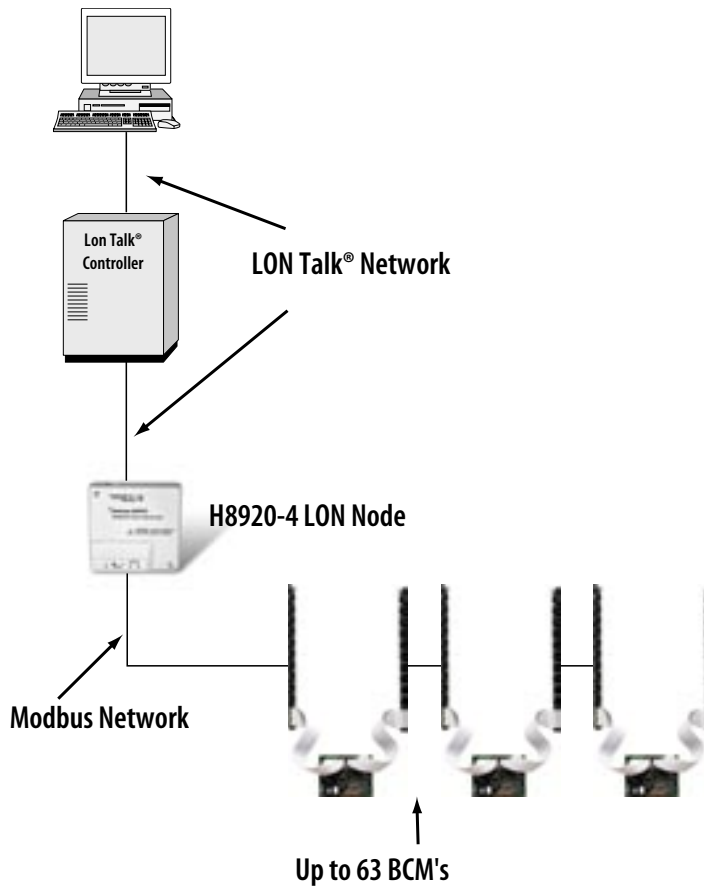 Lon Talk®
Controller
LON Talk® Network
H8920-4 LON Node
Modbus Network
Up to 63 BCM's